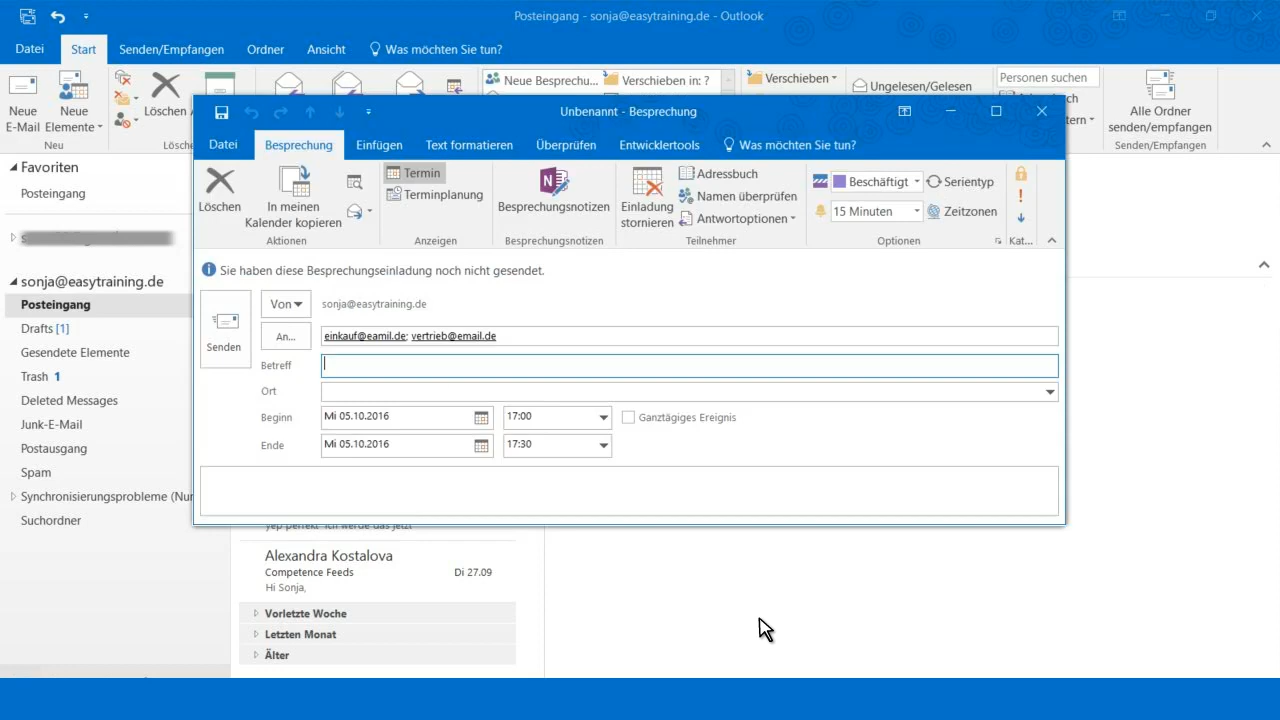 Posteingang - sonja@easytraining.de - Outlook
Datei Start Senden/Empfangen Ordner Ansicht Was möchten Sie tun?
Neue E-Mail
Neue Elemente
Löschen
Neue Besprechu...
Verschieben in: ?
Verschieben
Ungelesen/Gelesen
Personen suchen
Alle Ordner senden/empfangen
Neu
Senden/Empfangen
Favoriten
Posteingang
sonja@easytraining.de
Posteingang
Drafts [1]
Gesendete Elemente
Trash 1
Deleted Messages
Junk-E-Mail
Postausgang
Spam
Synchronisierungsprobleme (Nu
Suchordner
Unbenannt - Besprechung
Datei Besprechung Einfügen Text formatieren Überprüfen Entwicklertools Was möchten Sie tun?
Löschen
In meinen Kalender kopieren
Aktionen
Termin
Terminplanung
Anzeigen
Besprechungsnotizen
Besprechungsnotizen
Einladung stornieren
Adressbuch
Namen überprüfen
Antwortoptionen
Teilnehmer
Beschäftigt
Serientyp
15 Minuten
Zeitzonen
Optionen
Kat...
Sie haben diese Besprechungseinladung noch nicht gesendet.
Senden
Von sonja@easytraining.de
An... einkauf@eamil.de; vertrieb@email.de
Betreff
Ort
Beginn Mi 05.10.2016 17:00 Ganztägiges Ereignis
Ende Mi 05.10.2016 17:30
yep perfekt ich werde das jetzt
Alexandra Kostalova
Competence Feeds Di 27.09
Hi Sonja,
Vorletzte Woche
Letzten Monat
Älter